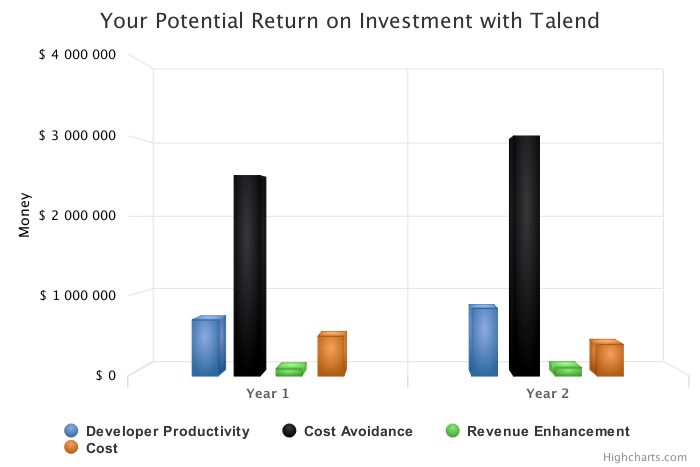 Your Potential Return on Investment with Talend
$ 4 000 000
$ 3 000 000
$ 2 000 000
$ 1 000 000
$ 0
Money
Year 1
Year 2
Developer Productivity
Cost Avoidance
Revenue Enhancement
Cost
Highcharts.com